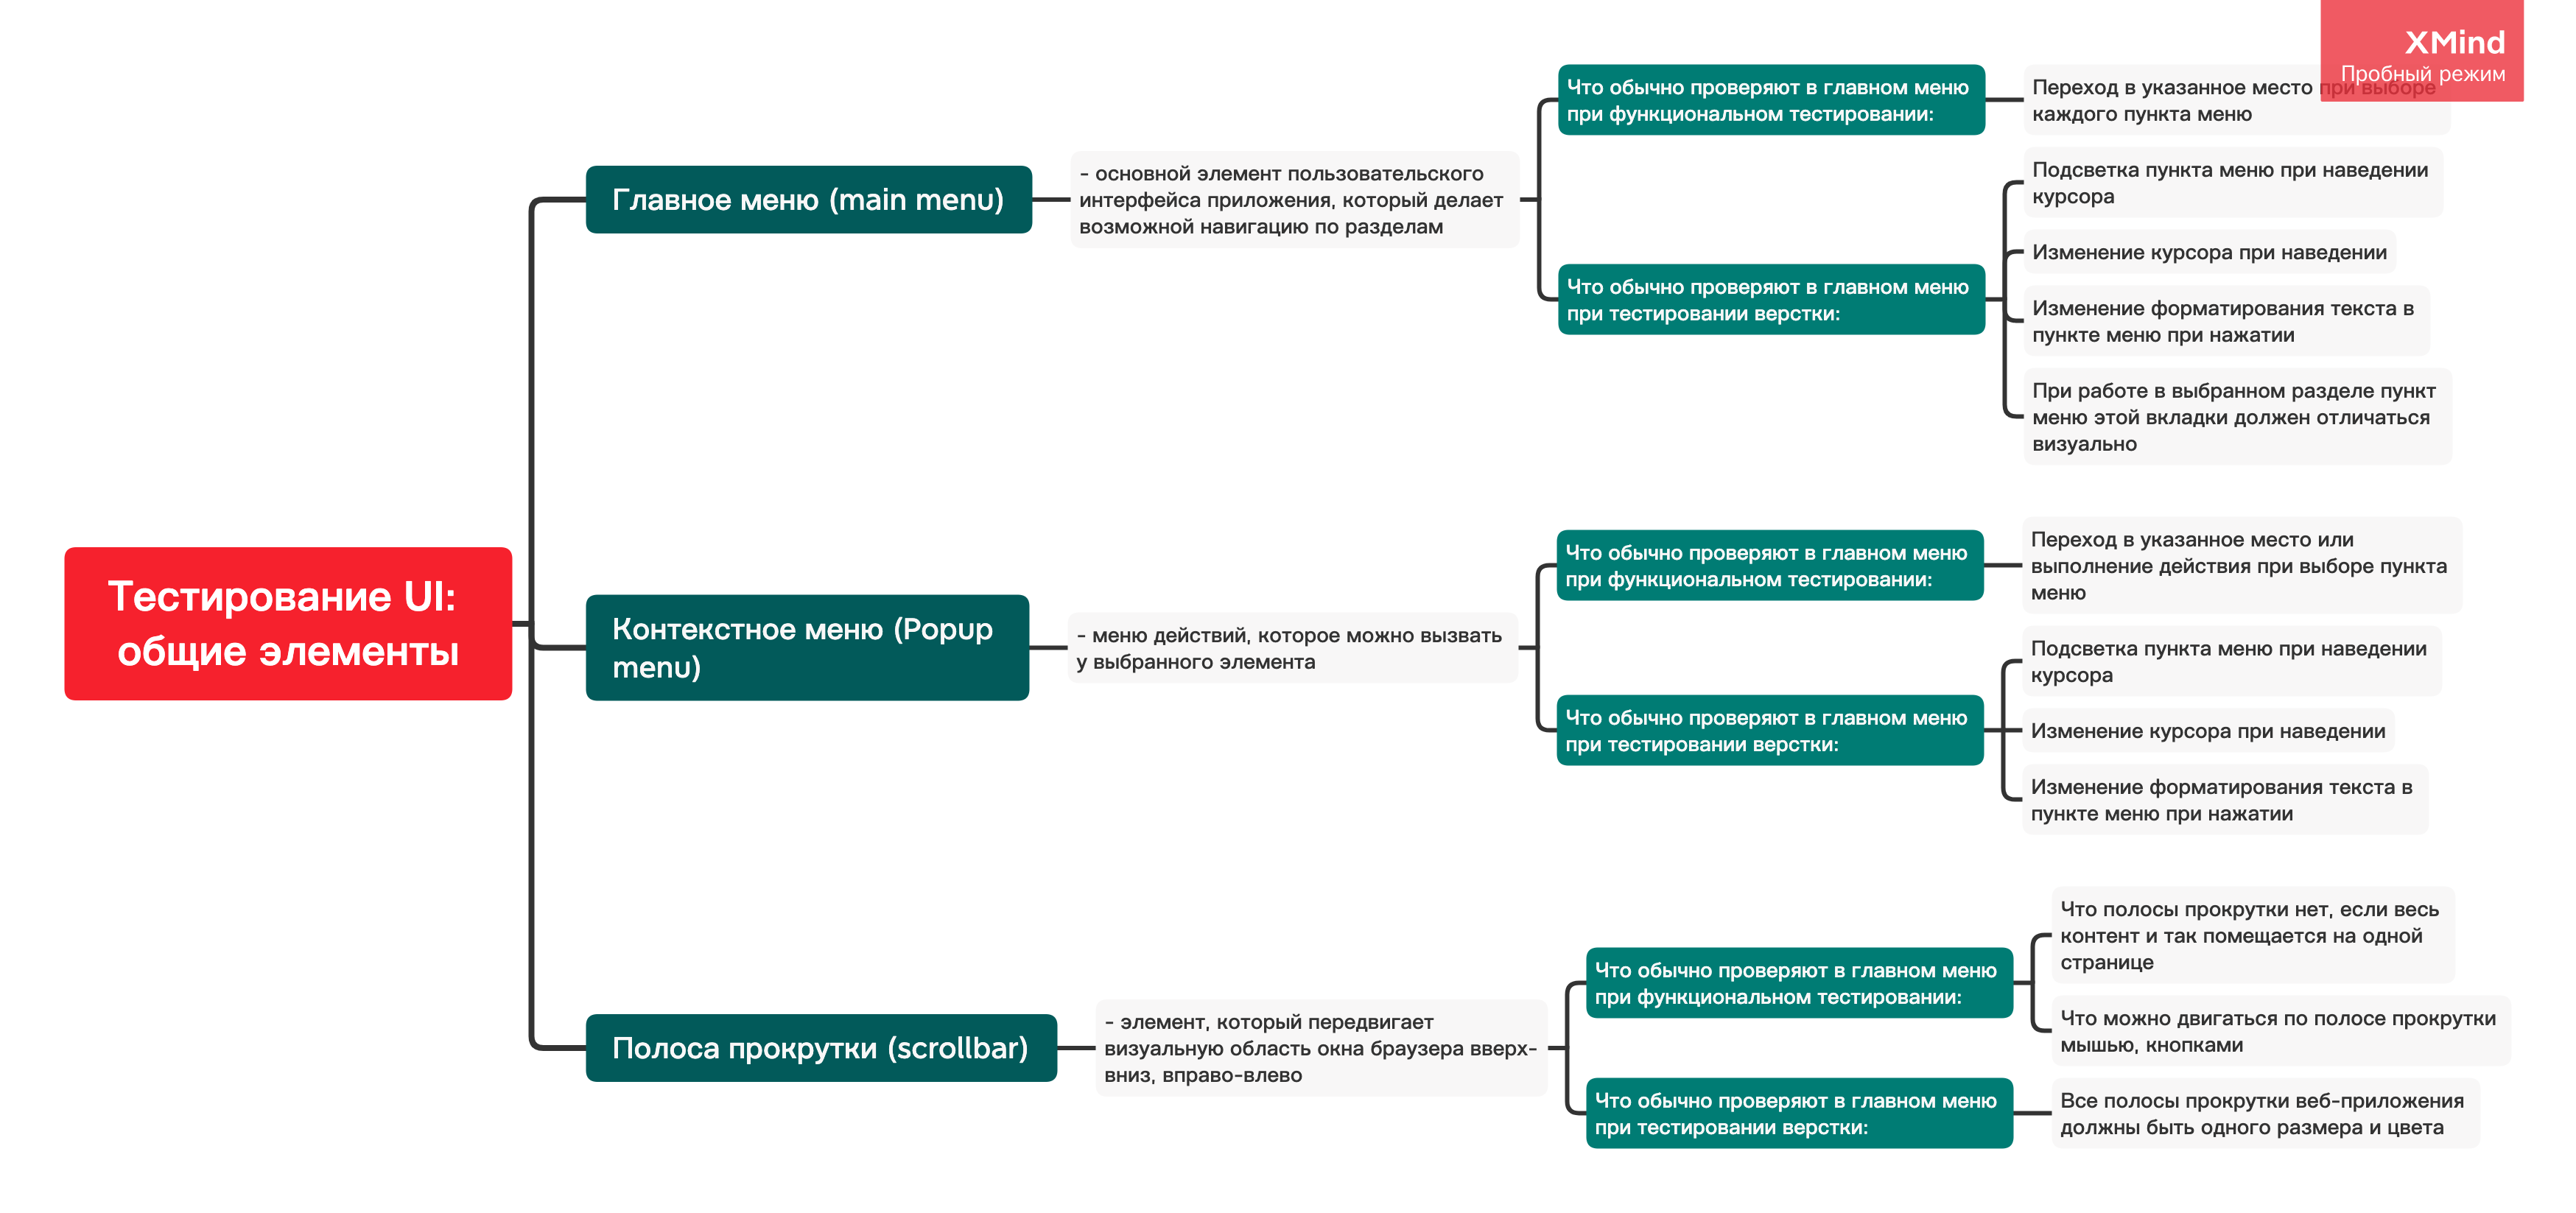 XMind
Пробный режим
Тестирование UI:
общие элементы
Главное меню (main menu)
- основной элемент пользовательского
интерфейса приложения, который делает
возможной навигацию по разделам
Что обычно проверяют в главном меню
при функциональном тестировании:
Переход в указанное место при выборе
каждого пункта меню
Что обычно проверяют в главном меню
при тестировании верстки:
Подсветка пункта меню при наведении
курсора
Изменение курсора при наведении
Изменение форматирования текста в
пункте меню при нажатии
При работе в выбранном разделе пункт
меню этой вкладки должен отличаться
визуально
Контекстное меню (Popup
menu)
- меню действий, которое можно вызвать
у выбранного элемента
Что обычно проверяют в главном меню
при функциональном тестировании:
Переход в указанное место или
выполнение действия при выборе пункта
меню
Что обычно проверяют в главном меню
при тестировании верстки:
Подсветка пункта меню при наведении
курсора
Изменение курсора при наведении
Изменение форматирования текста в
пункте меню при нажатии
Полоса прокрутки (scrollbar)
- элемент, который передвигает
визуальную область окна браузера вверх-
вниз, вправо-влево
Что обычно проверяют в главном меню
при функциональном тестировании:
Что полосы прокрутки нет, если весь
контент и так помещается на одной
странице
Что можно двигаться по полосе прокрутки
мышью, кнопками
Что обычно проверяют в главном меню
при тестировании верстки:
Все полосы прокрутки веб-приложения
должны быть одного размера и цвета